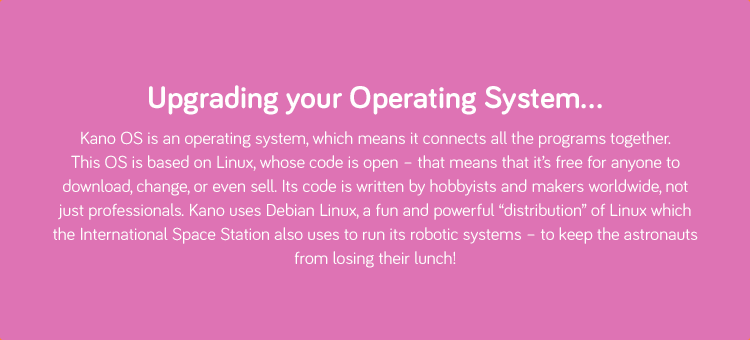 Upgrading your Operating System...
Kano OS is an operating system, which means it connects all the programs together.
This OS is based on Linux, whose code is open – that means that it's free for anyone to
download, change, or even sell. Its code is written by hobbyists and makers worldwide, not
just professionals. Kano uses Debian Linux, a fun and powerful “distribution” of Linux which
the International Space Station also uses to run its robotic systems – to keep the astronauts
from losing their lunch!